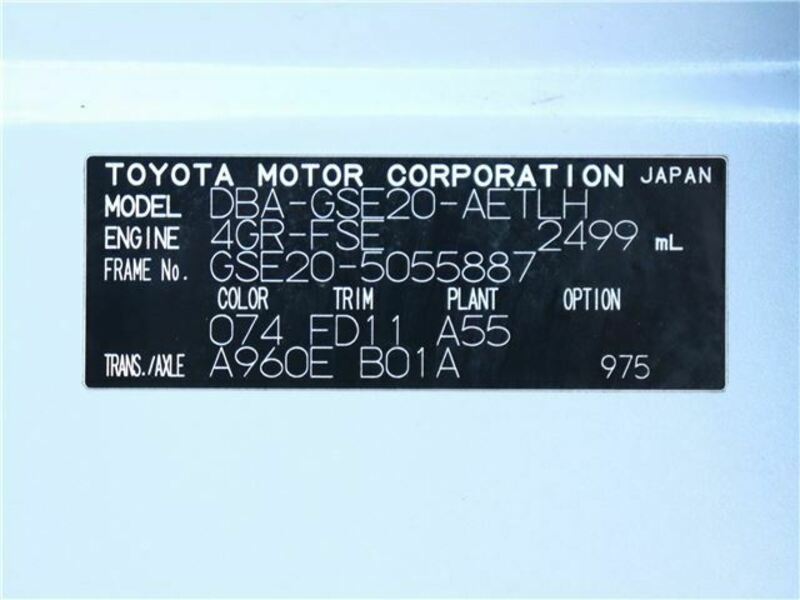 TOYOTA MOTOR CORPORATION JAPAN
MODEL DBA-GSE20-AETLH
ENGINE 4GR-FSE 2499 mL
FRAME No. GSE20-5055887
COLOR TRIM PLANT OPTION
074 FD11 A55
TRANS./AXLE A960E B01A 975